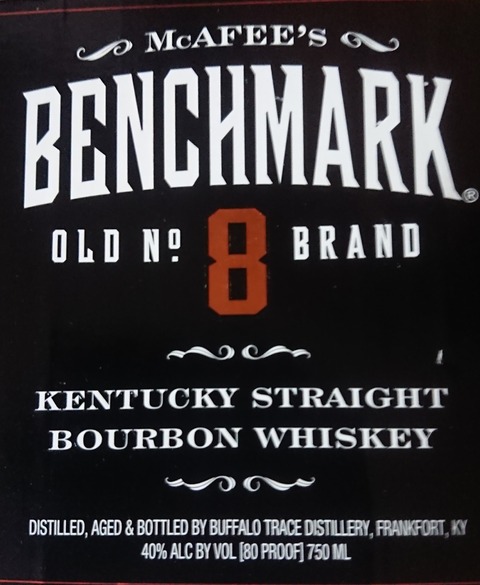 McAFEE'S
BENCHMARK®
OLD Nº 8 BRAND
KENTUCKY STRAIGHT
BOURBON WHISKEY
DISTILLED, AGED & BOTTLED BY BUFFALO TRACE DISTILLERY, FRANKFORT, KY
40% ALC BY VOL [80 PROOF] 750 ML